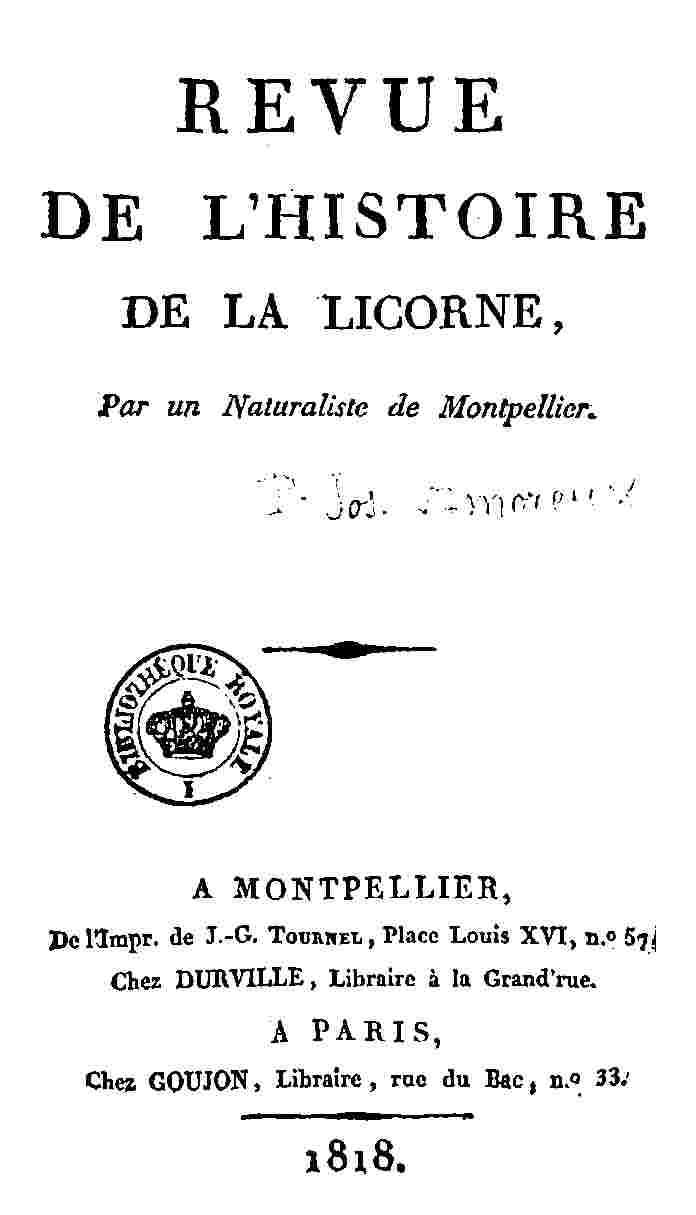 REVUE
DE L'HISTOIRE
DE LA LICORNE,
Par un Naturaliste de Montpellier.
P. Jos. Amoreux
BIBLIOTHÉQUE ROYALE
I
A MONTPELLIER,
De l'Impr. de J.-G. TOURNEL, Place Louis XVI, n.º 57,
Chez DURVILLE, Libraire à la Grand'rue.
A PARIS,
Chez GOUJON, Libraire, rue du Bac, n.º 33.
1818.